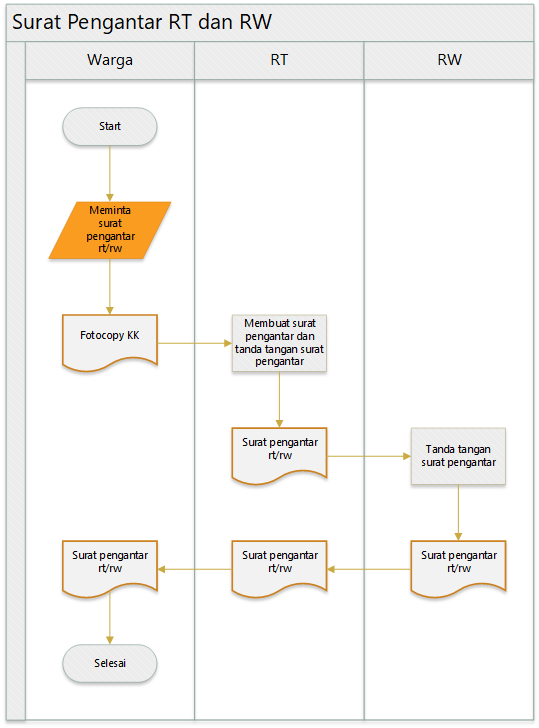 Surat Pengantar RT dan RW
Warga
RT
RW
Start
Meminta
surat
pengantar
rt/rw
Fotocopy KK
Membuat surat
pengantar dan
tanda tangan surat
pengantar
Surat pengantar
rt/rw
Tanda tangan
surat pengantar
Surat pengantar
rt/rw
Surat pengantar
rt/rw
Surat pengantar
rt/rw
Selesai